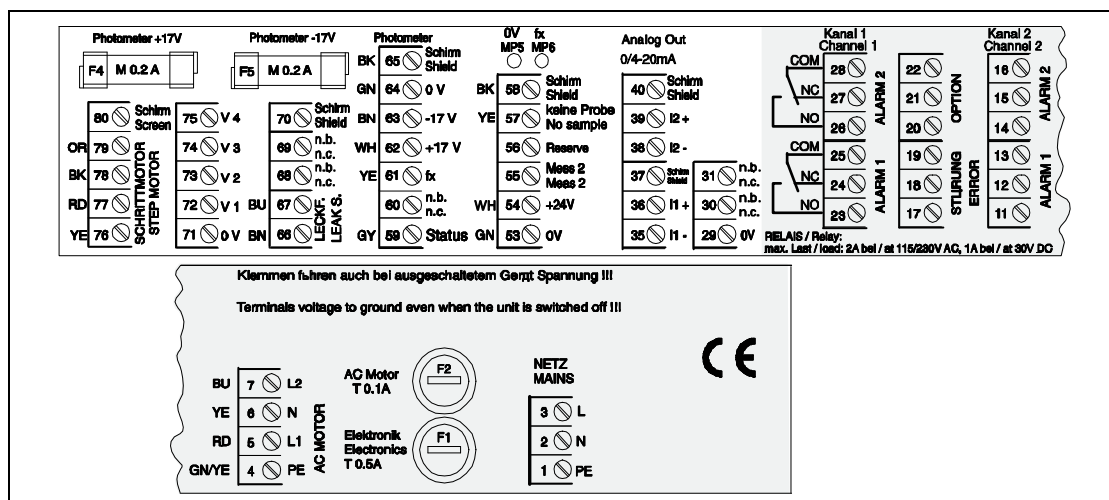 Photometer +17V
F4 M 0.2 A
Photometer -17V
F5 M 0.2 A
80 Schirm Screen
OR 79
BK 78
RD 77
YE 76
SCHRITTMOTOR
STEP MOTOR
75 V 4
74 V 3
73 V 2
72 V 1
71 0 V
70 Schirm Shield
69 n.b. n.c.
68 n.b. n.c.
BU 67
BN 66
LECKF.
LEAK S.
Photometer
BK 65 Schirm Shield
GN 64 0 V
BN 63 -17 V
WH 62 +17 V
YE 61 fx
60 n.b. n.c.
GY 59 Status
0V fx
MP5 MP6
BK 58 Schirm Shield
YE 57 keine Probe No sample
56 Reserve
55 Mess 2 Meas 2
WH 54 +24V
GN 53 0V
Analog Out
0/4-20mA
40 Schirm Shield
39 I2 +
38 I2 -
37 Schirm Shield
36 I1 +
35 I1 -
31 n.b. n.c.
30 n.b. n.c.
29 0V
Kanal 1
Channel 1
COM 28
NC 27
NO 26
ALARM 2
COM 25
NC 24
NO 23
ALARM 1
22
21
20
OPTION
19
18
17
STЦRUNG
ERROR
Kanal 2
Channel 2
16
15
14
ALARM 2
13
12
11
ALARM 1
RELAIS / Relay:
max. Last / load: 2A bei / at 115/230V AC, 1A bei / at 30V DC
Klemmen fьhren auch bei ausgeschaltetem Gerдt Spannung !!!
Terminals voltage to ground even when the unit is switched off !!!
BU 7 L2
YE 6 N
RD 5 L1
GN/YE 4 PE
AC MOTOR
AC Motor
T 0.1A
F2
Elektronik
Electronics
T 0.5A
F1
NETZ
MAINS
3 L
2 N
1 PE
CE